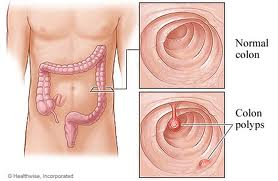 Normal
colon
Colon
polyps
© Healthwise, Incorporated